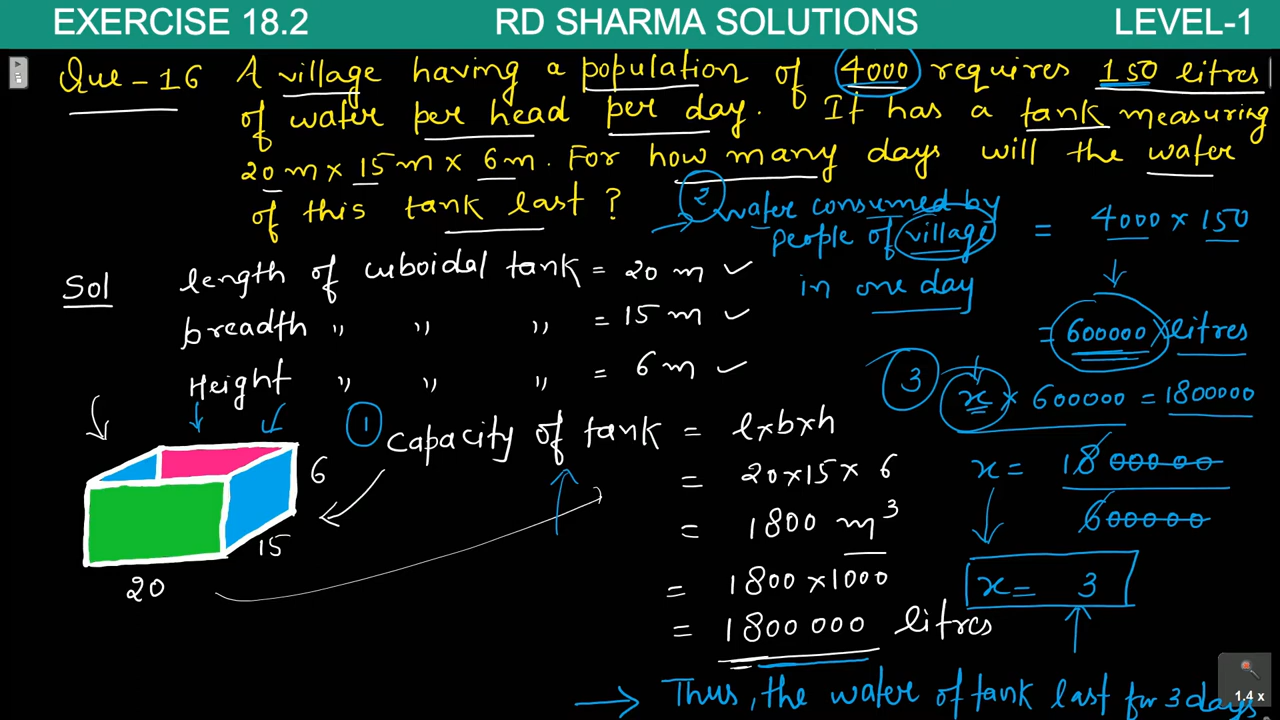 EXERCISE 18.2 RD SHARMA SOLUTIONS LEVEL-1
Que-16 A village having a population of 4000 requires 150 litres
of water per head per day. It has a tank measuring
20 m x 15 m x 6 m. For how many days will the water
of this tank last ?
Sol length of cuboidal tank = 20 m ✓
breadth " " " = 15 m ✓
Height " " " = 6 m ✓
6
15
20
1 capacity of tank = l×b×h
= 20×15×6
= 1800 m³
= 1800×1000
= 1800 000 litres
2 water consumed by
people of village = 4000 × 150
in one day
= 600000 litres
3 x × 600000 = 1800000
x = 1800000
600000
x = 3
→ Thus, the water of tank last for 3 days
1.4 x